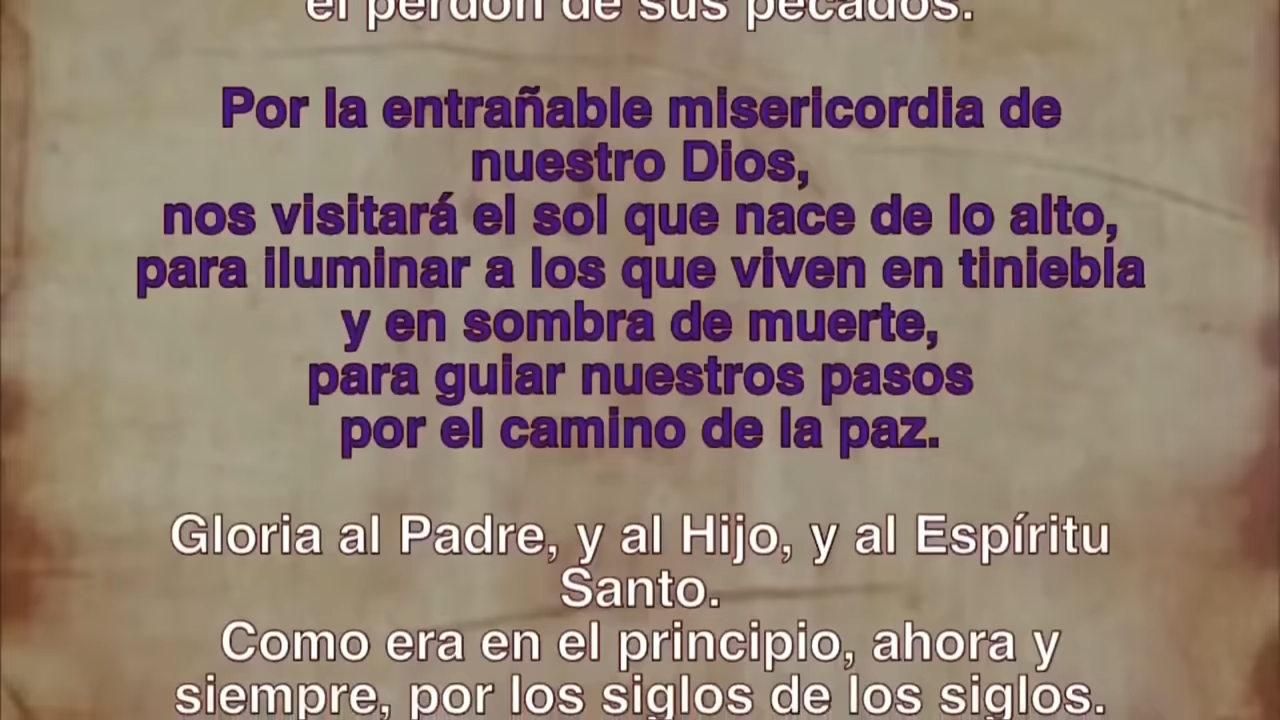 el perdón de sus pecados.
Por la entrañable misericordia de
nuestro Dios,
nos visitará el sol que nace de lo alto,
para iluminar a los que viven en tiniebla
y en sombra de muerte,
para guiar nuestros pasos
por el camino de la paz.
Gloria al Padre, y al Hijo, y al Espíritu
Santo.
Como era en el principio, ahora y
siempre, por los siglos de los siglos.